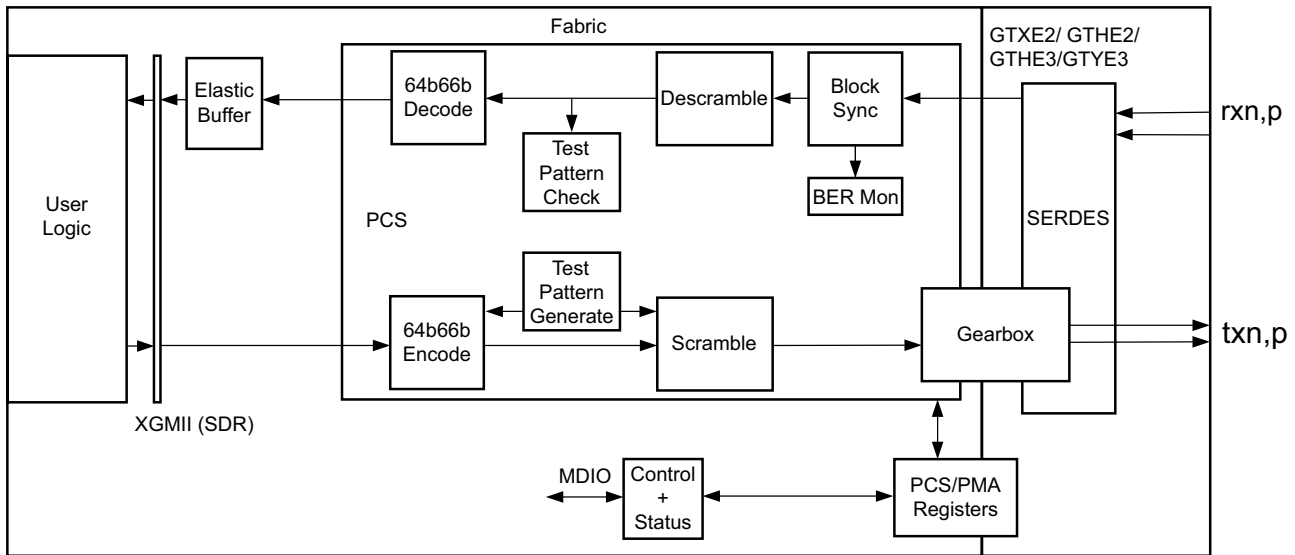 Fabric
GTXE2/ GTHE2/
GTHE3/GTYE3
Elastic
Buffer
64b66b
Decode
Descramble
Block
Sync
rxn,p
Test
Pattern
Check
BER Mon
User
Logic
PCS
SERDES
Test
Pattern
Generate
64b66b
Encode
Scramble
Gearbox
txn,p
XGMII (SDR)
MDIO
Control
+
Status
PCS/PMA
Registers